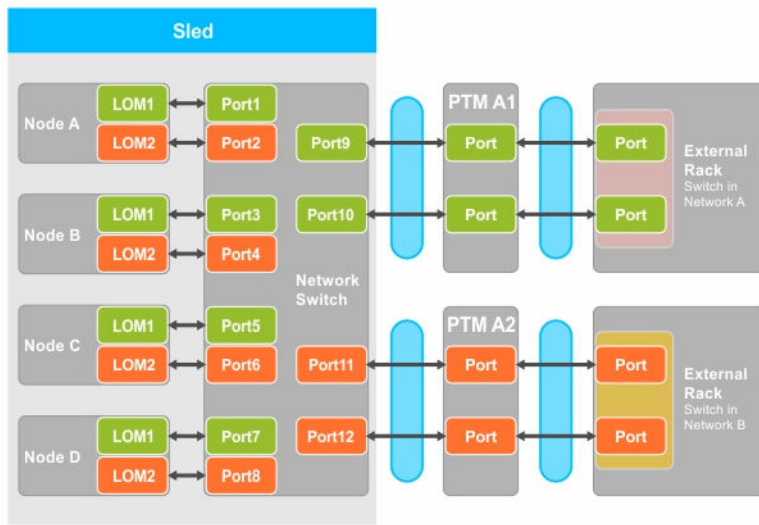 Sled
Node A
LOM1
LOM2
Port1
Port2
Node B
LOM1
LOM2
Port3
Port4
Node C
LOM1
LOM2
Port5
Port6
Node D
LOM1
LOM2
Port7
Port8
Port9
Port10
Network
Switch
Port11
Port12
PTM A1
Port
Port
PTM A2
Port
Port
Port
Port
External
Rack
Switch in
Network A
Port
Port
External
Rack
Switch in
Network B